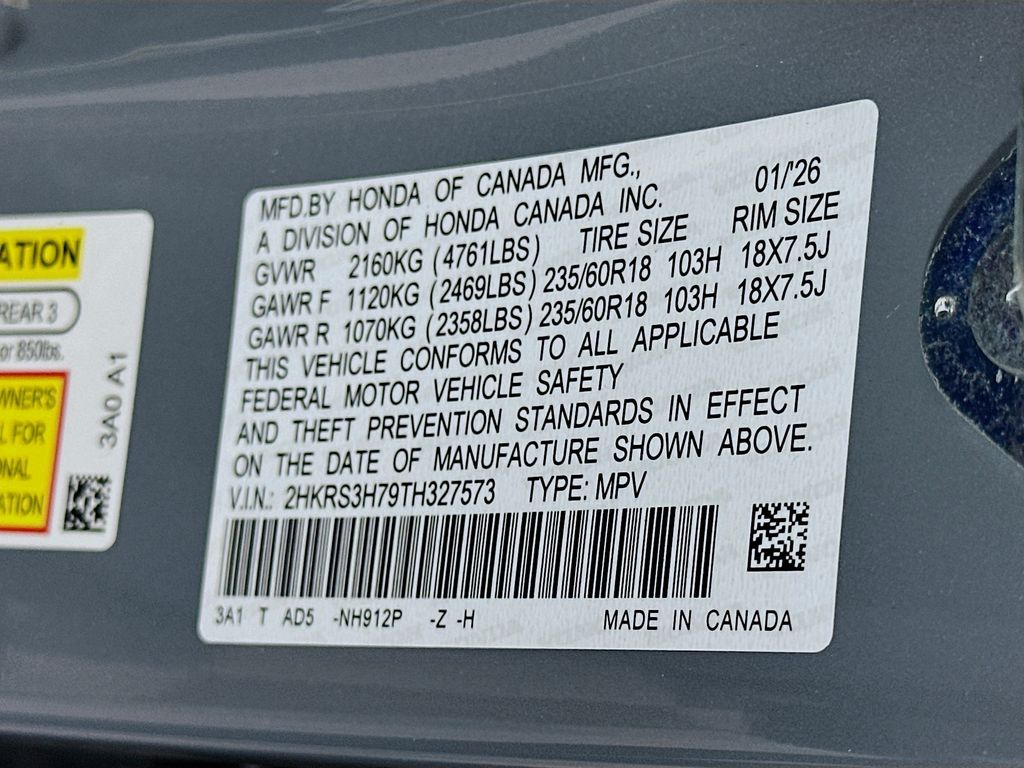 ATION
REAR 3
or 850lbs.
WNER'S
L FOR
ONAL
ATION
3A0 A1
MFD.BY HONDA OF CANADA MFG., 01/'26
A DIVISION OF HONDA CANADA INC.
GVWR 2160KG (4761LBS) TIRE SIZE RIM SIZE
GAWR F 1120KG (2469LBS) 235/60R18 103H 18X7.5J
GAWR R 1070KG (2358LBS) 235/60R18 103H 18X7.5J
THIS VEHICLE CONFORMS TO ALL APPLICABLE
FEDERAL MOTOR VEHICLE SAFETY
AND THEFT PREVENTION STANDARDS IN EFFECT
ON THE DATE OF MANUFACTURE SHOWN ABOVE.
V.I.N.: 2HKRS3H79TH327573 TYPE: MPV
3A1 T AD5 -NH912P -Z -H MADE IN CANADA